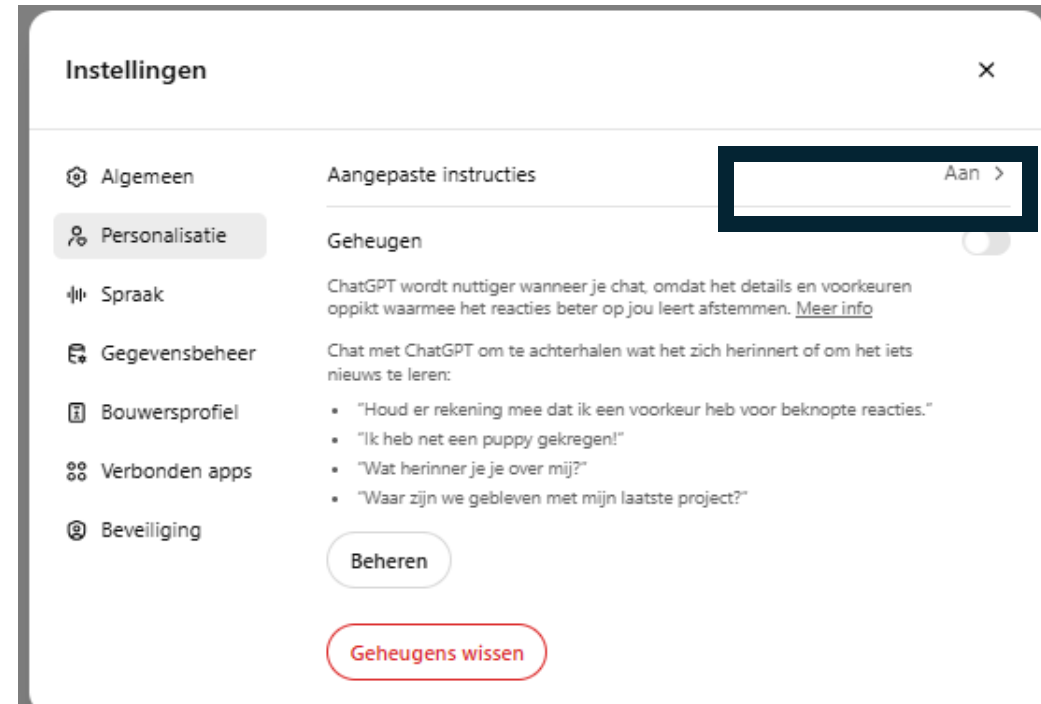 Instellingen
Algemeen
Personalisatie
Spraak
Gegevensbeheer
Bouwersprofiel
Verbonden apps
Beveiliging
Aangepaste instructies
Aan
Geheugen
ChatGPT wordt nuttiger wanneer je chat, omdat het details en voorkeuren
oppikt waarmee het reacties beter op jou leert afstemmen. Meer info
Chat met ChatGPT om te achterhalen wat het zich herinnert of om het iets
nieuws te leren:
• "Houd er rekening mee dat ik een voorkeur heb voor beknopte reacties."
• "Ik heb net een puppy gekregen!"
• "Wat herinner je je over mij?"
• "Waar zijn we gebleven met mijn laatste project?"
Beheren
Geheugens wissen